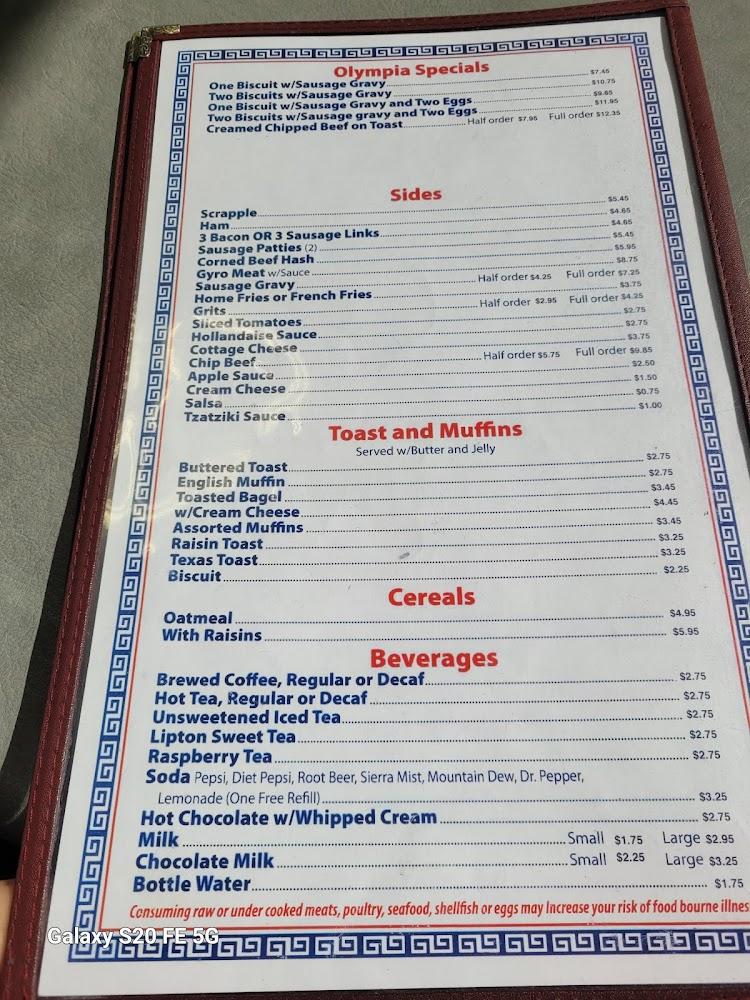 Olympia Specials
One Biscuit w/Sausage Gravy $7.45
Two Biscuits w/Sausage Gravy $10.75
One Biscuit w/Sausage Gravy and Two Eggs $9.65
Two Biscuits w/Sausage gravy and Two Eggs $11.95
Creamed Chipped Beef on Toast Half order $7.95 Full order $12.35
Sides
Scrapple $5.45
Ham $4.65
3 Bacon OR 3 Sausage Links $4.65
Sausage Patties (2) $5.45
Corned Beef Hash $5.95
Gyro Meat w/Sauce $8.75
Sausage Gravy Half order $4.25 Full order $7.25
Home Fries or French Fries $3.75
Grits Half order $2.95 Full order $4.25
Sliced Tomatoes $2.75
Hollandaise Sauce $2.75
Cottage Cheese $3.75
Chip Beef Half order $5.75 Full order $9.85
Apple Sauce $2.50
Cream Cheese $1.50
Salsa $0.75
Tzatziki Sauce $1.00
Toast and Muffins
Served w/Butter and Jelly
Buttered Toast $2.75
English Muffin $2.75
Toasted Bagel $3.45
w/Cream Cheese $4.45
Assorted Muffins $3.45
Raisin Toast $3.25
Texas Toast $3.25
Biscuit $2.25
Cereals
Oatmeal $4.95
With Raisins $5.95
Beverages
Brewed Coffee, Regular or Decaf $2.75
Hot Tea, Regular or Decaf $2.75
Unsweetened Iced Tea $2.75
Lipton Sweet Tea $2.75
Raspberry Tea $2.75
Soda Pepsi, Diet Pepsi, Root Beer, Sierra Mist, Mountain Dew, Dr. Pepper,
Lemonade (One Free Refill) $3.25
Hot Chocolate w/Whipped Cream $2.75
Milk Small $1.75 Large $2.95
Chocolate Milk Small $2.25 Large $3.25
Bottle Water $1.75
Consuming raw or under cooked meats, poultry, seafood, shellfish or eggs may Increase your risk of food bourne illnes
Galaxy S20 FE 5G